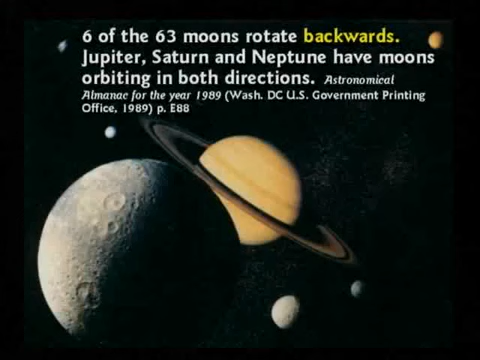 6 of the 63 moons rotate backwards.
Jupiter, Saturn and Neptune have moons
orbiting in both directions. Astronomical
Almanac for the year 1989 (Wash. DC U.S. Government Printing
Office, 1989) p. E88